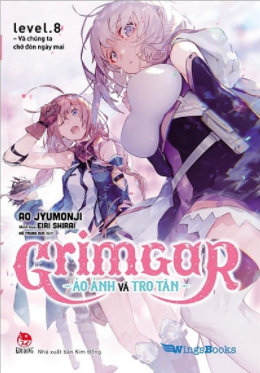 level.8
- Và chúng ta
chờ đón ngày mai
AO JYUMONJI
EIRI SHIRAI
GRIMGAR
- ẢO ẢNH VÀ TRO TÀN -
KIM ĐỒNG
Nhà xuất bản Kim Đồng
WingsBooks